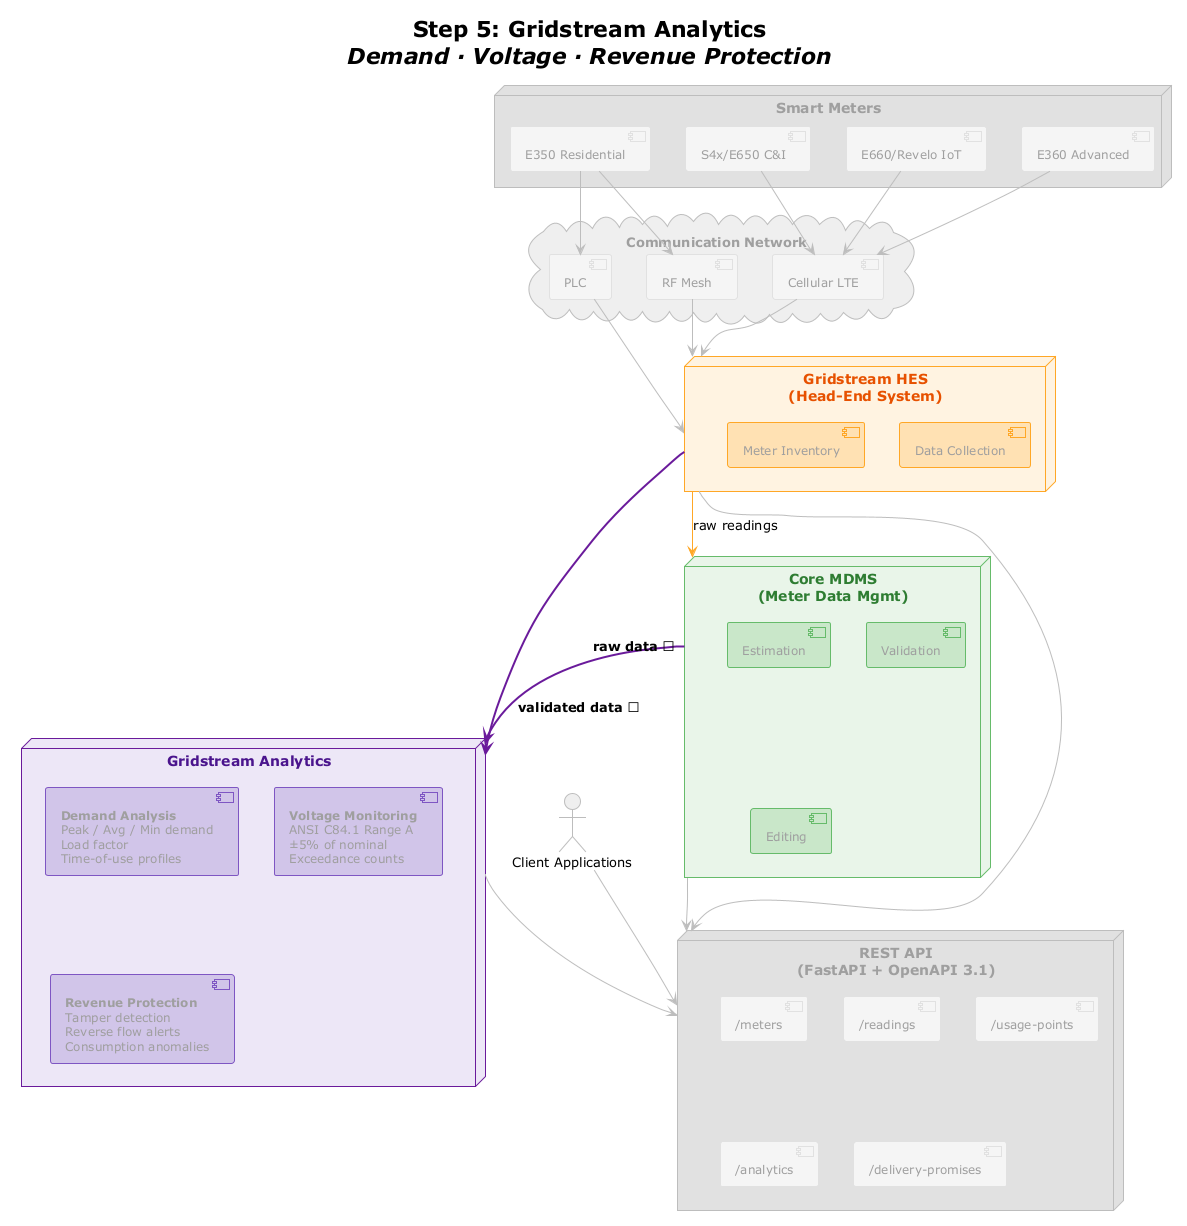 Step 5: Gridstream Analytics
Demand · Voltage · Revenue Protection
Smart Meters
E350 Residential
S4x/E650 C&I
E660/Revelo IoT
E360 Advanced
Communication Network
PLC
RF Mesh
Cellular LTE
Gridstream HES
(Head-End System)
Meter Inventory
Data Collection
raw readings
Core MDMS
(Meter Data Mgmt)
Estimation
Validation
raw data □
validated data □
Gridstream Analytics
Demand Analysis
Peak / Avg / Min demand
Load factor
Time-of-use profiles
Voltage Monitoring
ANSI C84.1 Range A
±5% of nominal
Exceedance counts
Editing
Client Applications
REST API
(FastAPI + OpenAPI 3.1)
Revenue Protection
Tamper detection
Reverse flow alerts
Consumption anomalies
/meters
/readings
/usage-points
/analytics
/delivery-promises